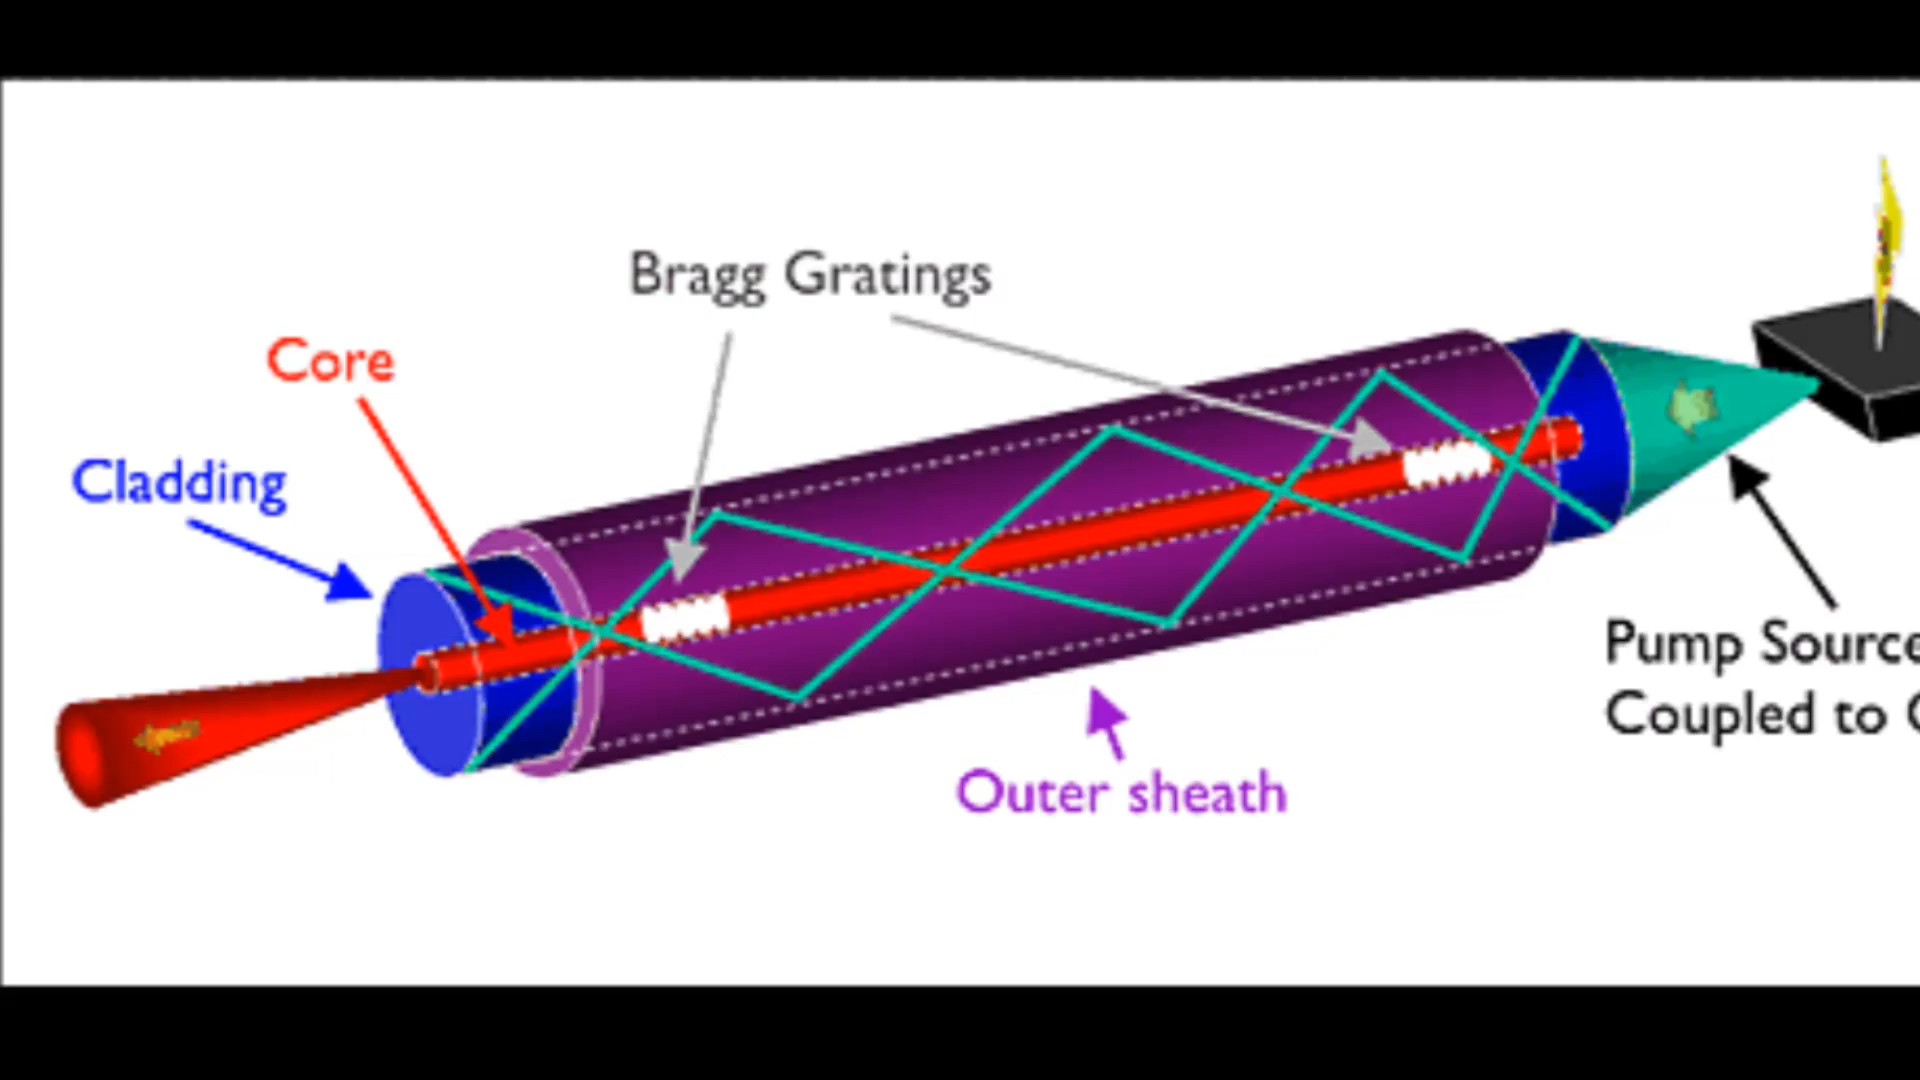 Bragg Gratings
Core
Cladding
Pump Source
Coupled to
Outer sheath